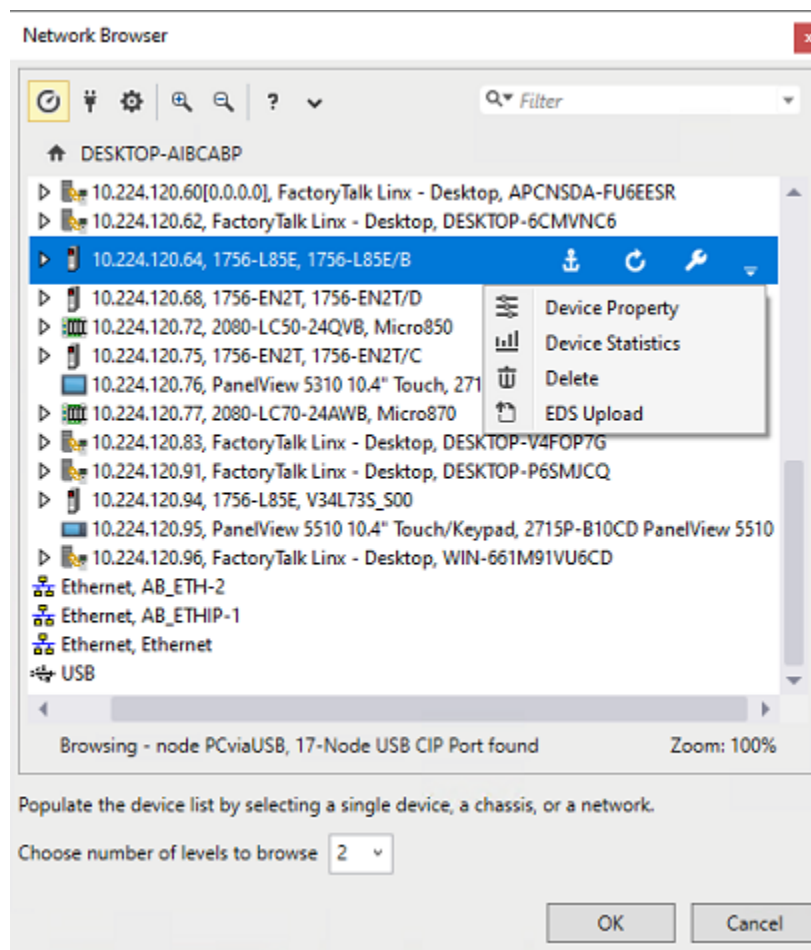 Network Browser
x
? Filter
DESKTOP-AIBCABP
10.224.120.60[0.0.0.0], FactoryTalk Linx - Desktop, APCNSDA-FU6EESR
10.224.120.62, FactoryTalk Linx - Desktop, DESKTOP-6CMVNC6
10.224.120.64, 1756-L85E, 1756-L85E/B
10.224.120.68, 1756-EN2T, 1756-EN2T/D
Device Property
10.224.120.72, 2080-LC50-24QVB, Micro850
Device Statistics
10.224.120.75, 1756-EN2T, 1756-EN2T/C
10.224.120.76, PanelView 5310 10.4" Touch, 271
Delete
10.224.120.77, 2080-LC70-24AWB, Micro870
EDS Upload
10.224.120.83, FactoryTalk Linx - Desktop, DESKTOP-V4FOP7G
10.224.120.91, FactoryTalk Linx - Desktop, DESKTOP-P6SMJCQ
10.224.120.94, 1756-L85E, V34L73S_S00
10.224.120.95, PanelView 5510 10.4" Touch/Keypad, 2715P-B10CD PanelView 5510
10.224.120.96, FactoryTalk Linx - Desktop, WIN-661M91VU6CD
Ethernet, AB_ETH-2
Ethernet, AB_ETHIP-1
Ethernet, Ethernet
USB
Browsing - node PCviaUSB, 17-Node USB CIP Port found Zoom: 100%
Populate the device list by selecting a single device, a chassis, or a network.
Choose number of levels to browse 2
OK Cancel